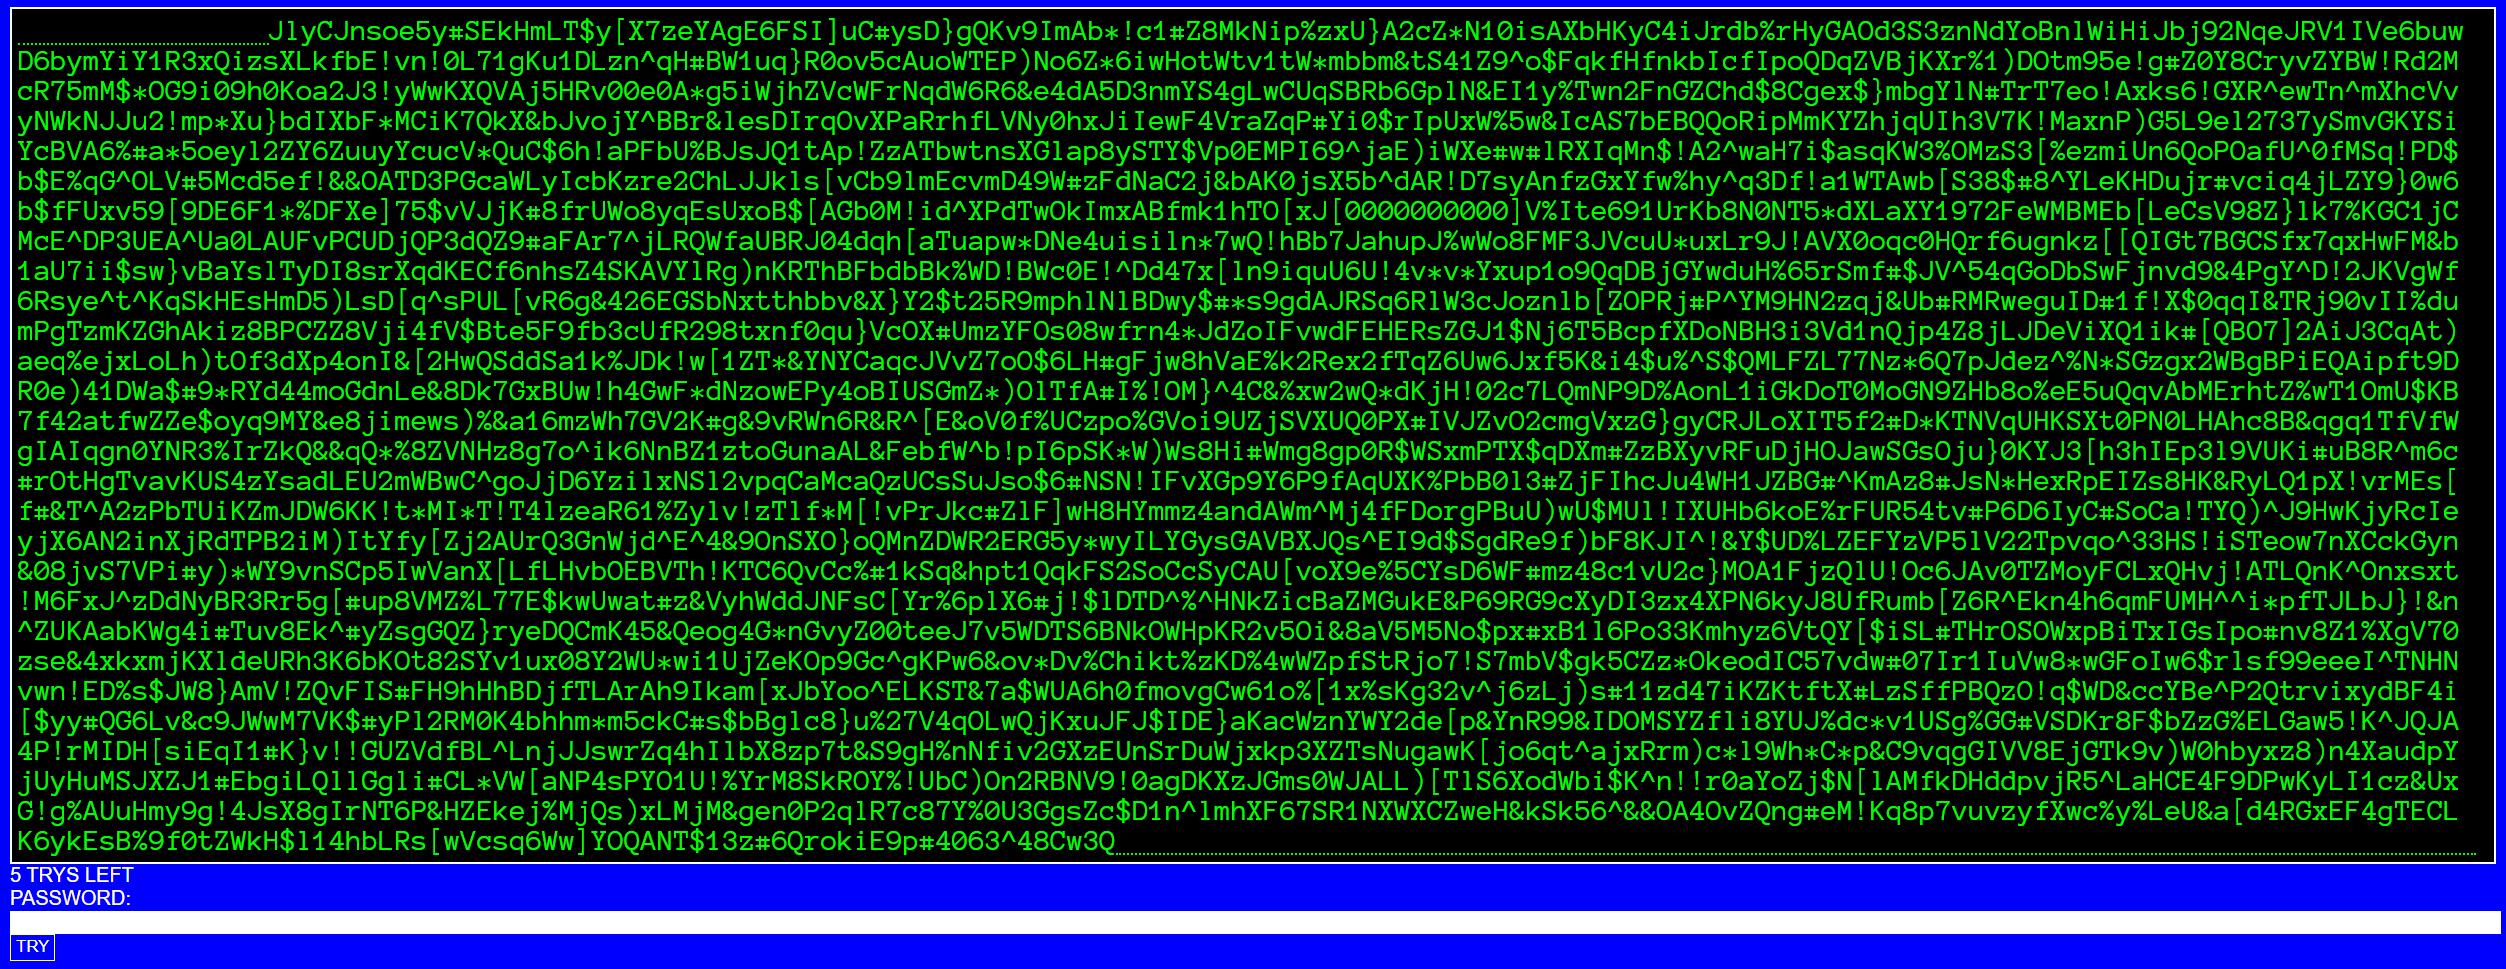 JlyCJnsoe5y#SEkHmLT$y[X7zeYAgE6FSI]uC#ysD}gQKv9ImAb*!c1#Z8MkNip%zxU}A2cZ*N10isAXbHKyC4iJrdb%rHyGAOd3S3znNdYoBnlWiHiJbj92NqeJRV1IVe6buw
D6bymYiY1R3xQizsXLkfbE!vn!0L71gKu1DLzn^qH#BW1uq}R0ov5cAuoWTEP)No6Z*6iwHotWtv1tW*mbbm&tS41Z9^o$FqkfHfnkbIcfIpoQDqZVBjKXr%1)DOtm95e!g#Z0Y8CryvZYBW!Rd2M
cR75mM$*OG9i09h0Koa2J3!yWwKXQVAj5HRv00e0A*g5iWjhZVcWFrNqdW6R6&e4dA5D3nmYS4gLwCUqSBRb6GplN&EI1y%Twn2FnGZChd$8Cgex$}mbgYlN#TrT7eo!Axks6!GXR^ewTn^mXhcVv
yNWkNJJu2!mp*Xu}bdIXbF*MCiK7QkX&bJvojY^BBr&lesDIrqOvXPaRrhfLVNy0hxJiIewF4VraZqP#Yi0$rIpUxW%5w&IcAS7bEBQQoRipMmKYZhjqUIh3V7K!MaxnP)G5L9el2737ySmvGKYSi
YcBVA6%#a*5oeyl2ZY6ZuuyYcucV*QuC$6h!aPFbU%BJsJQ1tAp!ZzATbwtnsXGlap8ySTY$Vp0EMPI69^jaE)iWXe#w#lRXIqMn$!A2^waH7i$asqKW3%OMzS3[%ezmiUn6QoPOafU^0fMSq!PD$
b$E%qG^OLV#5Mcd5ef!&&OATD3PGcaWLyIcbKzre2ChLJJkls[vCb9lmEcvmD49W#zFdNaC2j&bAK0jsX5b^dAR!D7syAnfzGxYfw%hy^q3Df!a1WTAwb[S38$#8^YLeKHDujr#vciq4jLZY9}0w6
b$fFUxv59[9DE6F1*%DFXe]75$vVJjK#8frUWo8yqEsUxoB$[AGb0M!id^XPdTwOkImxABfmk1hTO[xJ[0000000000]V%Ite691UrKb8N0NT5*dXLaXY1972FeWMBMEb[LeCsV98Z}lk7%KGC1jC
McE^DP3UEA^Ua0LAUFvPCUDjQP3dQZ9#aFAr7^jLRQWfaUBRJ04dqh[aTuapw*DNe4uisiln*7wQ!hBb7JahupJ%wWo8FMF3JVcuU*uxLr9J!AVX0oqc0HQrf6ugnkz[[QIGt7BGCSfx7qxHwFM&b
1aU7ii$sw}vBaYslTyDI8srXqdKECf6nhsZ4SKAVYlRg)nKRThBFbdbBk%WD!BWc0E!^Dd47x[ln9iquU6U!4v*v*Yxup1o9QqDBjGYwduH%65rSmf#$JV^54qGoDbSwFjnvd9&4PgY^D!2JKVgWf
6Rsye^t^KqSkHEsHmD5)LsD[q^sPUL[vR6g&426EGSbNxtthbbv&X}Y2$t25R9mphlNlBDwy$#*s9gdAJRSq6RlW3cJoznlb[ZOPRj#P^YM9HN2zqj&Ub#RMRweguID#1f!X$0qqI&TRj90vII%du
mPgTzmKZGhAkiz8BPCZZ8Vji4fV$Bte5F9fb3cUfR298txnf0qu}VcOX#UmzYFOs08wfrn4*JdZoIFvwdFEHERsZGJ1$Nj6T5BcpfXDoNBH3i3Vd1nQjp4Z8jLJDeViXQ1ik#[QBO7]2AiJ3CqAt)
aeq%ejxLoLh)tOf3dXp4onI&[2HwQSddSa1k%JDk!w[1ZT*&YNYCaqcJVvZ7oO$6LH#gFjw8hVaE%k2Rex2fTqZ6Uw6Jxf5K&i4$u%^S$QMLFZL77Nz*6Q7pJdez^%N*SGzgx2WBgBPiEQAipft9D
R0e)41DWa$#9*RYd44moGdnLe&8Dk7GxBUw!h4GwF*dNzowEPy4oBIUSGmZ*)OlTfA#I%!OM}^4C&%xw2wQ*dKjH!02c7LQmNP9D%AonL1iGkDoT0MoGN9ZHb8o%eE5uQqvAbMErhtZ%wT1OmU$KB
7f42atfwZZe$oyq9MY&e8jimews)%&a16mzWh7GV2K#g&9vRWn6R&R^[E&oV0f%UCzpo%GVoi9UZjSVXUQ0PX#IVJZvO2cmgVxzG}gyCRJLoXIT5f2#D*KTNVqUHKSXt0PN0LHAhc8B&qgq1TfVfW
gIAIqgn0YNR3%IrZkQ&&qQ*%8ZVNHz8g7o^ik6NnBZ1ztoGunaAL&FebfW^b!pI6pSK*W)Ws8Hi#Wmg8gp0R$WSxmPTX$qDXm#ZzBXyvRFuDjHOJawSGsOju}0KYJ3[h3hIEp3l9VUKi#uB8R^m6c
#rOtHgTvavKUS4zYsadLEU2mWBwC^goJjD6YzilxNSl2vpqCaMcaQzUCsSuJso$6#NSN!IFvXGp9Y6P9fAqUXK%PbB0l3#ZjFIhcJu4WH1JZBG#^KmAz8#JsN*HexRpEIZs8HK&RyLQ1pX!vrMEs[
f#&T^A2zPbTUiKZmJDW6KK!t*MI*T!T4lzeaR61%Zylv!zTlf*M[!vPrJkc#ZlF]wH8HYmmz4andAWm^Mj4fFDorgPBuU)wU$MUl!IXUHb6koE%rFUR54tv#P6D6IyC#SoCa!TYQ)^J9HwKjyRcIe
yjX6AN2inXjRdTPB2iM)ItYfy[Zj2AUrQ3GnWjd^E^4&9OnSXO}oQMnZDWR2ERG5y*wyILYGysGAVBXJQs^EI9d$SgdRe9f)bF8KJI^!&Y$UD%LZEFYzVP5lV22Tpvqo^33HS!iSTeow7nXCckGyn
&08jvS7VPi#y)*WY9vnSCp5IwVanX[LfLHvbOEBVTh!KTC6QvCc%#1kSq&hpt1QqkFS2SoCcSyCAU[voX9e%5CYsD6WF#mz48c1vU2c}MOA1FjzQlU!Oc6JAv0TZMoyFCLxQHvj!ATLQnK^Onxsxt
!M6FxJ^zDdNyBR3Rr5g[#up8VMZ%L77E$kwUwat#z&VyhWddJNFsC[Yr%6plX6#j!$lDTD^%^HNkZicBaZMGukE&P69RG9cXyDI3zx4XPN6kyJ8UfRumb[Z6R^Ekn4h6qmFUMH^^i*pfTJLbJ}!&n
^ZUKAabKWg4i#Tuv8Ek^#yZsgGQZ}ryeDQCmK45&Qeog4G*nGvyZ00teeJ7v5WDTS6BNkOWHpKR2v5Oi&8aV5M5No$px#xB1l6Po33Kmhyz6VtQY[$iSL#THrOSOWxpBiTxIGsIpo#nv8Z1%XgV70
zse&4xkxmjKXldeURh3K6bKOt82SYv1ux08Y2WU*wi1UjZeKOp9Gc^gKPw6&ov*Dv%Chikt%zKD%4wWZpfStRjo7!S7mbV$gk5CZz*OkeodIC57vdw#07Ir1IuVw8*wGFoIw6$rlsf99eeeI^TNHN
vwn!ED%s$JW8}AmV!ZQvFIS#FH9hHhBDjfTLArAh9Ikam[xJbYoo^ELKST&7a$WUA6h0fmovgCw61o%[1x%sKg32v^j6zLj)s#11zd47iKZKtftX#LzSffPBQzO!q$WD&ccYBe^P2QtrvixydBF4i
[$yy#QG6Lv&c9JWwM7VK$#yPl2RM0K4bhhm*m5ckC#s$bBglc8}u%27V4qOLwQjKxuJFJ$IDE}aKacWznYWY2de[p&YnR99&IDOMSYZfli8YUJ%dc*v1USg%GG#VSDKr8F$bZzG%ELGaw5!K^JQJA
4P!rMIDH[siEqI1#K}v!!GUZVdfBL^LnjJJswrZq4hIlbX8zp7t&S9gH%nNfiv2GXzEUnSrDuWjxkp3XZTsNugawK[jo6qt^ajxRrm)c*l9Wh*C*p&C9vqgGIVV8EjGTk9v)W0hbyxz8)n4XaudpY
jUyHuMSJXZJ1#EbgiLQllGgli#CL*VW[aNP4sPYO1U!%YrM8SkROY%!UbC)On2RBNV9!0agDKXzJGms0WJALL)[TlS6XodWbi$K^n!!r0aYoZj$N[lAMfkDHddpvjR5^LaHCE4F9DPwKyLI1cz&Ux
G!g%AUuHmy9g!4JsX8gIrNT6P&HZEkej%MjQs)xLMjM&gen0P2qlR7c87Y%0U3GgsZc$D1n^lmhXF67SR1NXWXCZweH&kSk56^&&OA4OvZQng#eM!Kq8p7vuvzyfXwc%y%LeU&a[d4RGxEF4gTECL
K6ykEsB%9f0tZWkH$l14hbLRs[wVcsq6Ww]YOQANT$13z#6QrokiE9p#4063^48Cw3Q
5 TRYS LEFT
PASSWORD:
TRY